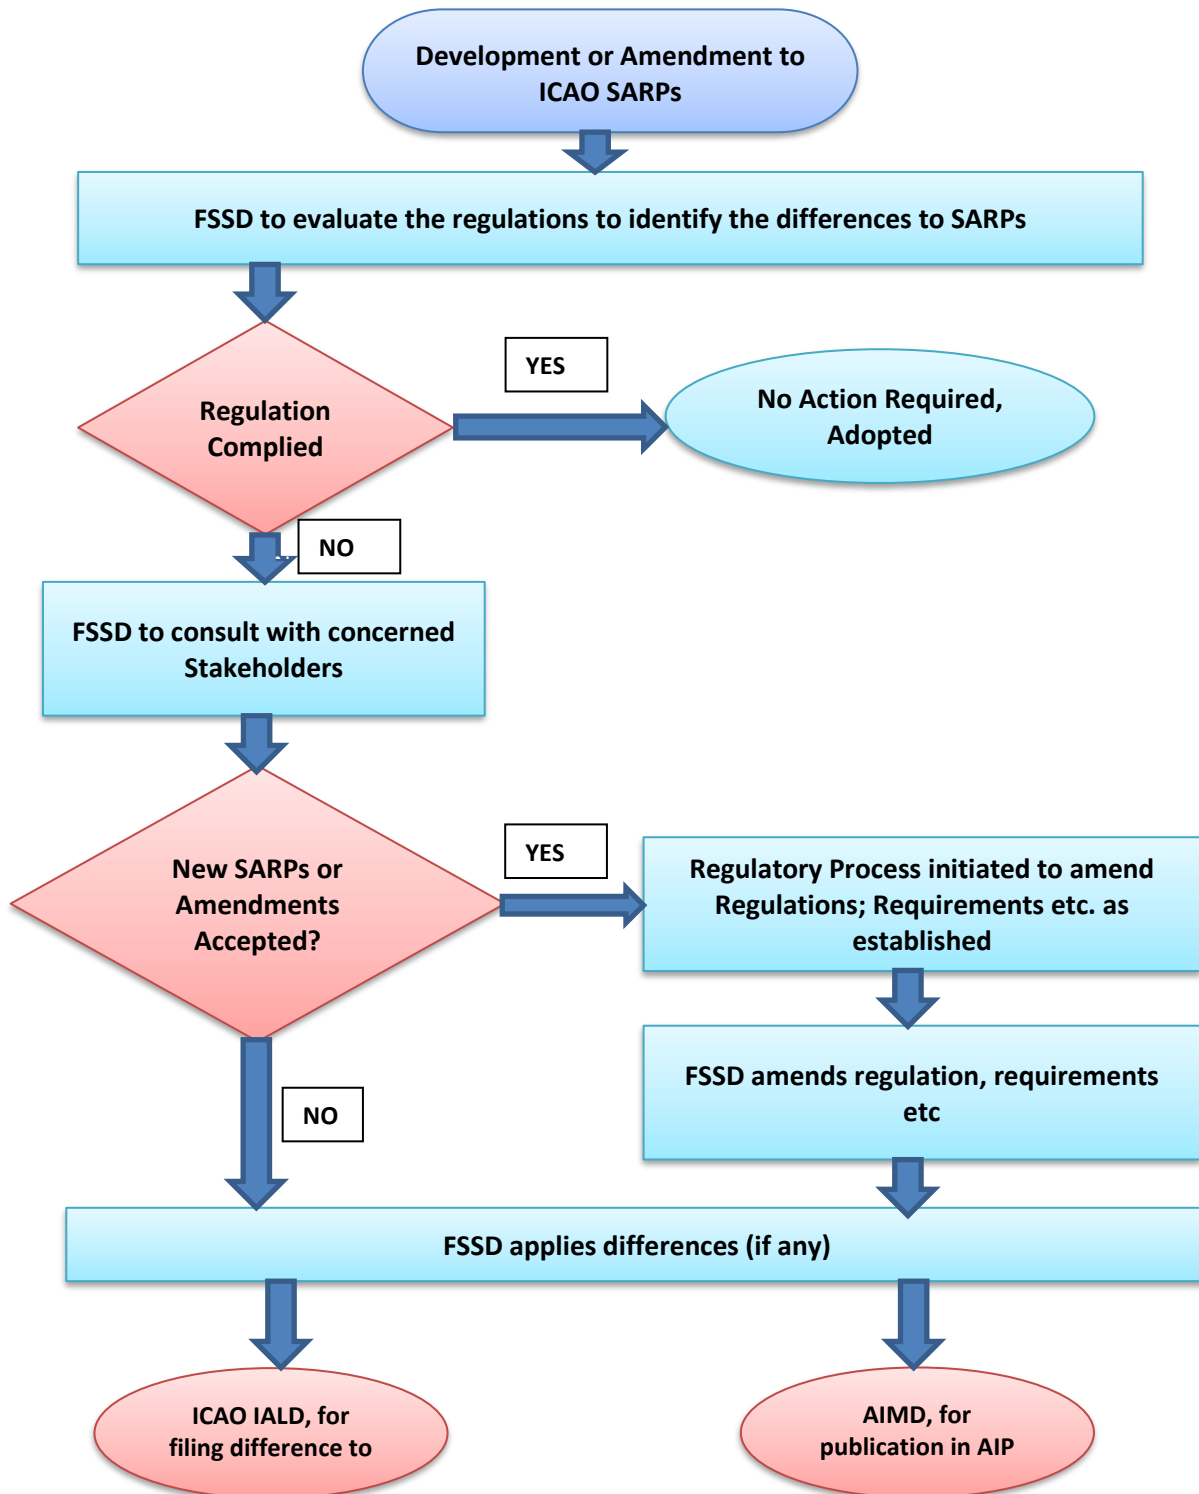 Development or Amendment to
ICAO SARPs
FSSD to evaluate the regulations to identify the differences to SARPs
YES
Regulation
Complied
No Action Required,
Adopted
NO
FSSD to consult with concerned
Stakeholders
New SARPs or
Amendments
Accepted?
YES
Regulatory Process initiated to amend
Regulations; Requirements etc. as
established
FSSD amends regulation, requirements
etc
NO
FSSD applies differences (if any)
ICAO IALD, for
filing difference to
AIMD, for
publication in AIP